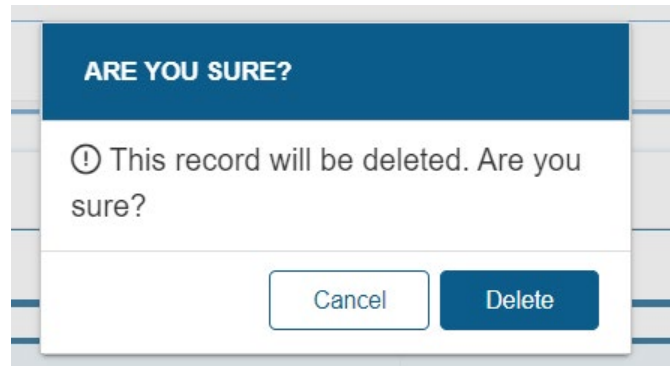 ARE YOU SURE?
This record will be deleted. Are you
sure?
Cancel
Delete